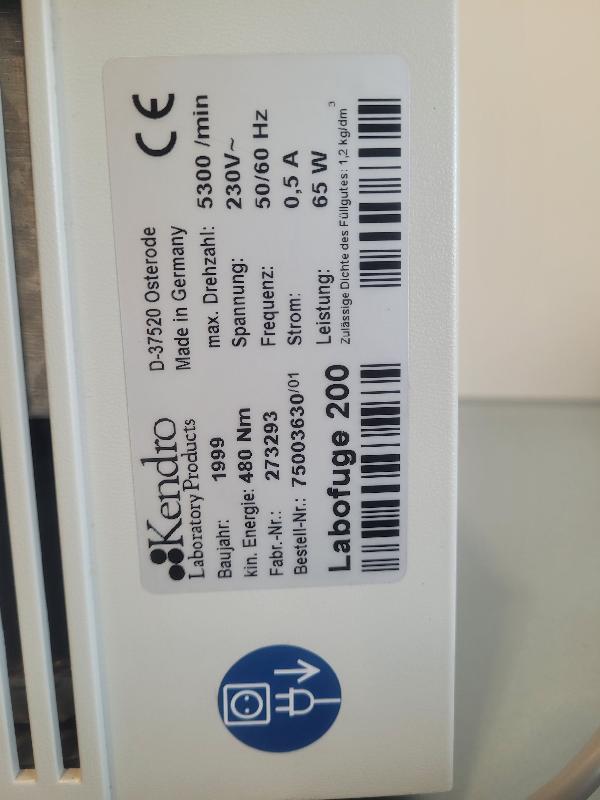 Kendro
Laboratory Products
D-37520 Osterode
Made in Germany
CE
Baujahr: 1999
kin. Energie: 480 Nm
Fabr.-Nr.: 273293
Bestell-Nr.: 75003630/01
Labofuge 200
max. Drehzahl: 5300 /min
Spannung: 230V~
Frequenz: 50/60 Hz
Strom: 0,5 A
Leistung: 65 W
Zulässige Dichte des Füllgutes: 1,2 kg/dm³